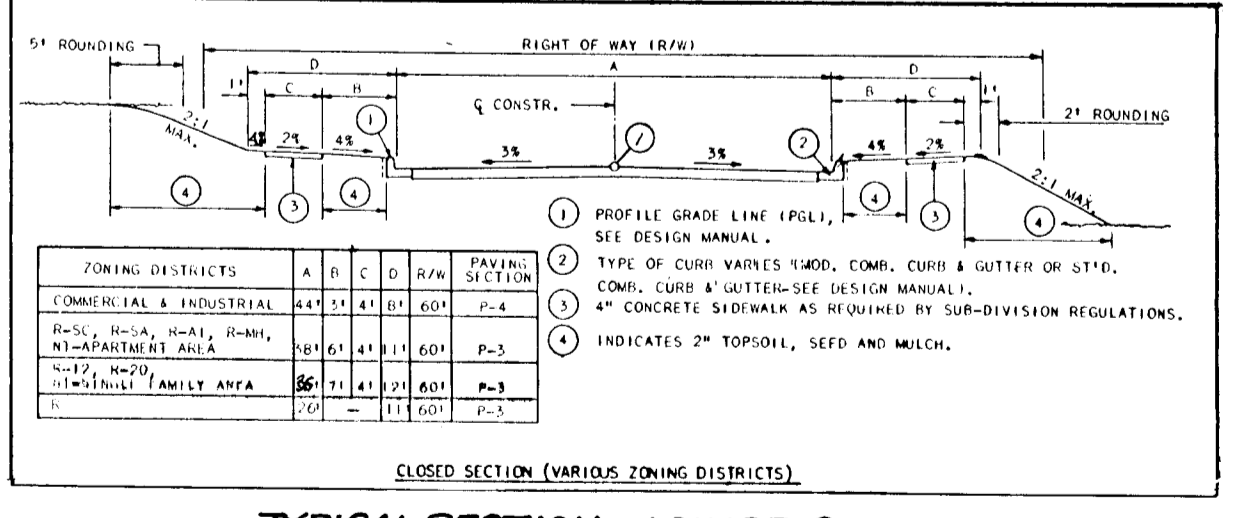 5' ROUNDING
RIGHT OF WAY (R/W)
D
A
D
1'
C
B
B
C
1'
℄ CONSTR.
2' ROUNDING
2:1
MAX.
4%
2%
4%
1
3%
1
3%
2
4%
2%
2:1 MAX.
4
3
4
4
3
4
1 PROFILE GRADE LINE (PGL),
SEE DESIGN MANUAL.
2 TYPE OF CURB VARIES (MOD. COMB. CURB & GUTTER OR ST'D.
COMB. CURB & GUTTER-SEE DESIGN MANUAL).
3 4" CONCRETE SIDEWALK AS REQUIRED BY SUB-DIVISION REGULATIONS.
4 INDICATES 2" TOPSOIL, SEED AND MULCH.
ZONING DISTRICTS A B C D R/W PAVING SECTION
COMMERCIAL & INDUSTRIAL 44' 3' 4' 8' 60' P-4
R-SC, R-SA, R-A1, R-MH,
NT-APARTMENT AREA 38' 6' 4' 11' 60' P-3
R-12, R-20,
FAMILY AREA 36' 7' 4' 12' 60' P-3
R 26' - 11' 60' P-3
CLOSED SECTION (VARIOUS ZONING DISTRICTS)
TYPICAL SECTION